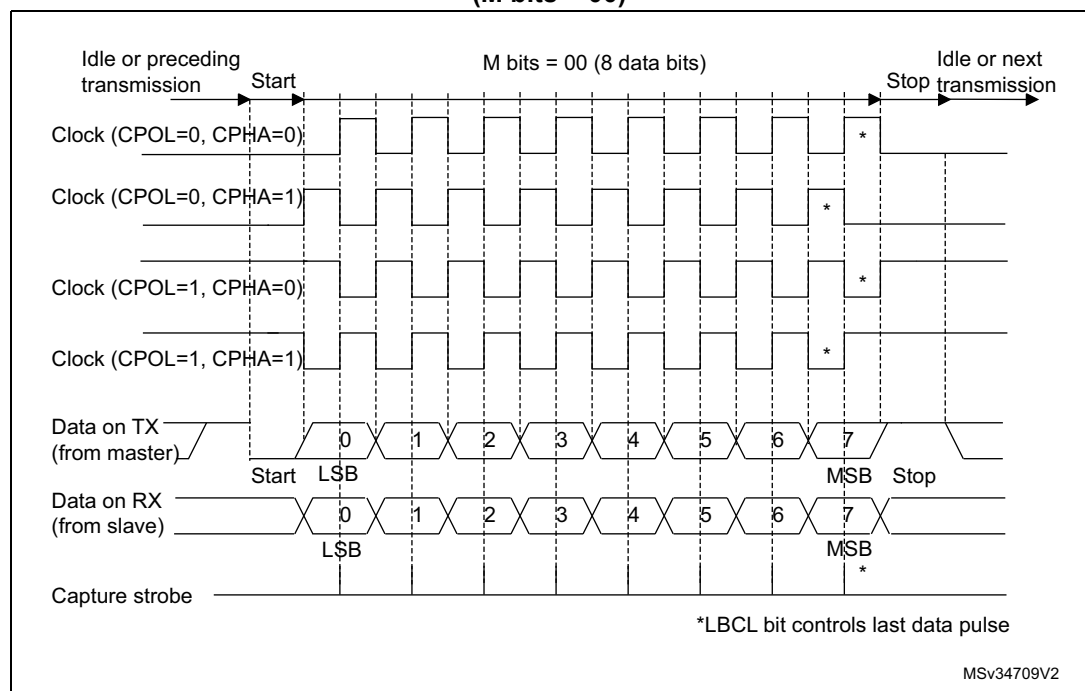 Idle or preceding transmission
Start
M bits = 00 (8 data bits)
Stop
Idle or next transmission
Clock (CPOL=0, CPHA=0)
*
Clock (CPOL=0, CPHA=1)
*
Clock (CPOL=1, CPHA=0)
*
Clock (CPOL=1, CPHA=1)
*
Data on TX
(from master)
0 1 2 3 4 5 6 7
Start LSB MSB Stop
Data on RX
(from slave)
0 1 2 3 4 5 6 7
LSB MSB
*
Capture strobe
*LBCL bit controls last data pulse
MSv34709V2